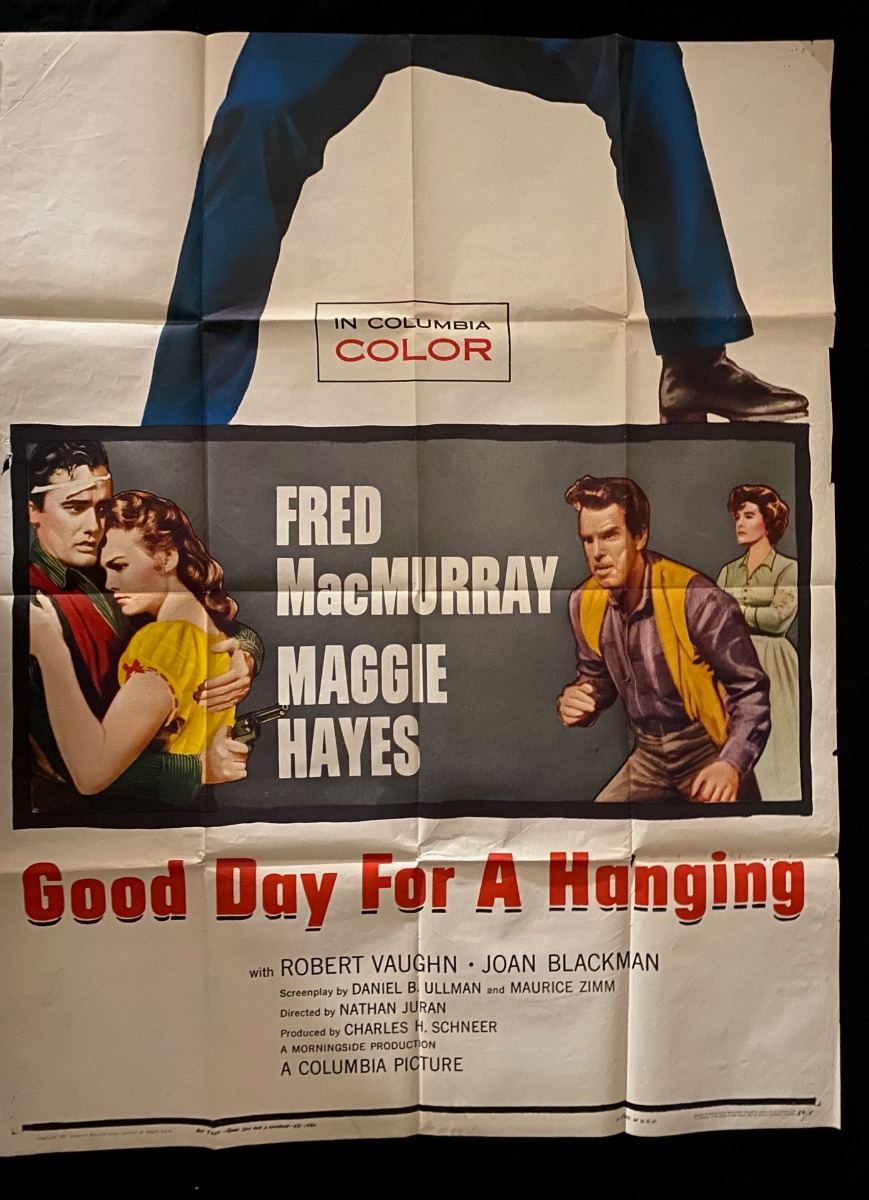 IN COLUMBIA
COLOR
FRED
MacMURRAY
MAGGIE
HAYES
Good Day For A Hanging
with ROBERT VAUGHN • JOAN BLACKMAN
Screenplay by DANIEL B. ULLMAN and MAURICE ZIMM
Directed by NATHAN JURAN
Produced by CHARLES H. SCHNEER
A MORNINGSIDE PRODUCTION
A COLUMBIA PICTURE